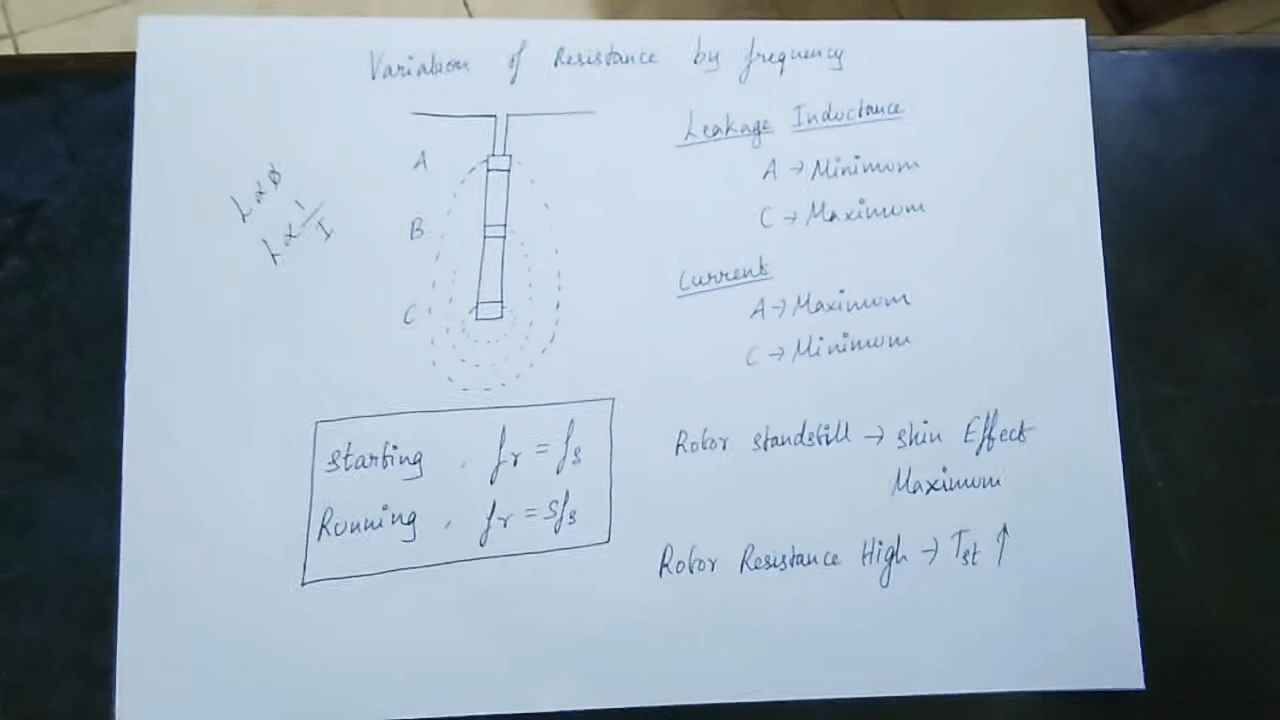 Variation of Resistance by frequency
L α φ
L α 1/I
A
B
C
Leakage Inductance
A → Minimum
C → Maximum
Current
A → Maximum
C → Minimum
Starting , fr = fs
Running , fr = sfs
Rotor standstill → skin Effect
Maximum
Rotor Resistance High → Tst ↑